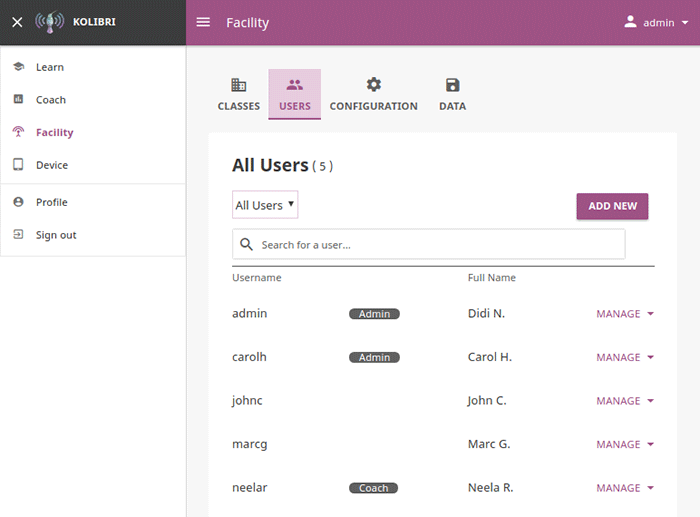 KOLIBRI
Facility
admin
Learn
Coach
Facility
Device
Profile
Sign out
CLASSES
USERS
CONFIGURATION
DATA
All Users ( 5 )
All Users
ADD NEW
Search for a user...
Username Full Name
admin Admin Didi N. MANAGE
carolh Admin Carol H. MANAGE
johnc John C. MANAGE
marcg Marc G. MANAGE
neelar Coach Neela R. MANAGE